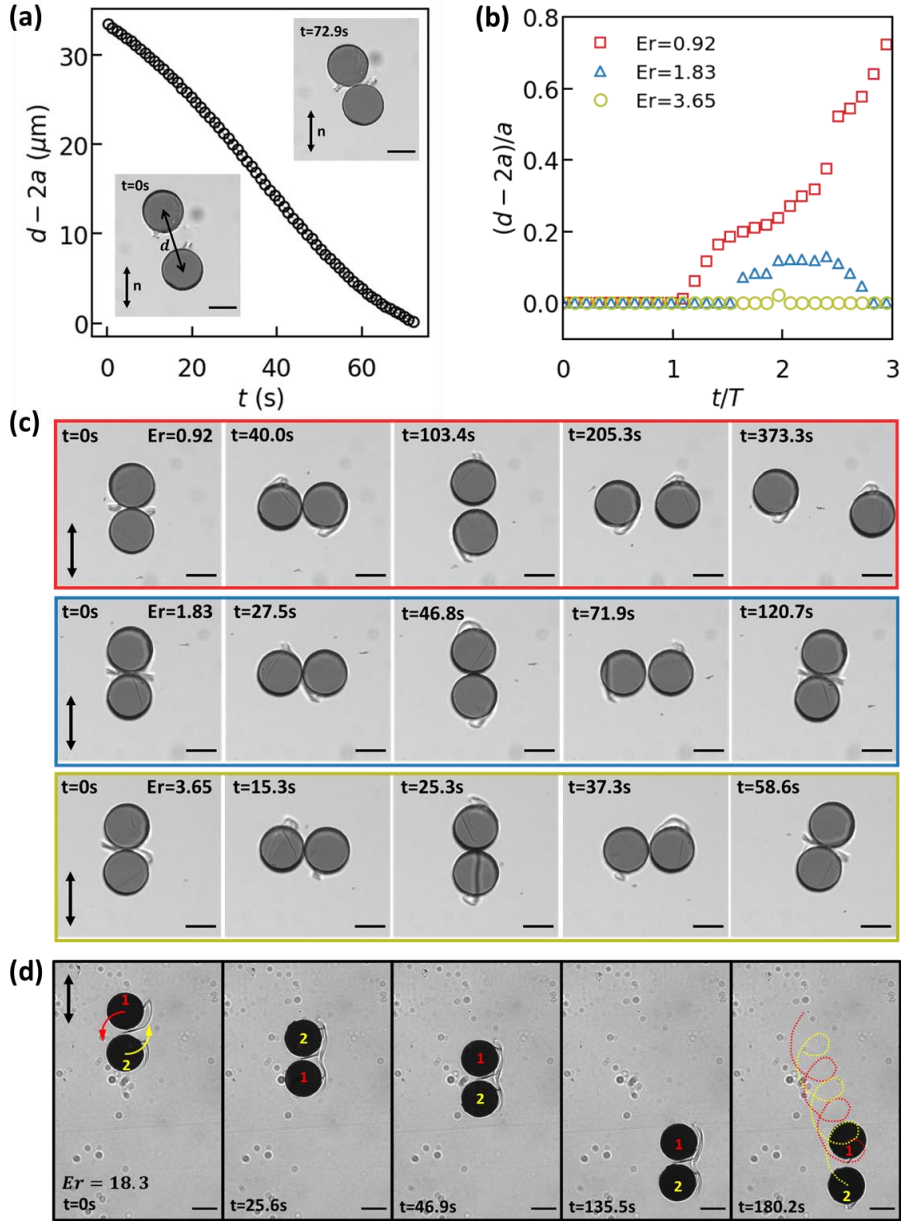 (a)
d − 2a (μm)
30
20
10
0
0
20
40
60
t (s)
t=72.9s
n
t=0s
d
n
(b)
(d − 2a)/a
0.8
0.6
0.4
0.2
0.0
0
1
2
3
t/T
Er=0.92
Er=1.83
Er=3.65
(c)
t=0s Er=0.92 t=40.0s t=103.4s t=205.3s t=373.3s
t=0s Er=1.83 t=27.5s t=46.8s t=71.9s t=120.7s
t=0s Er=3.65 t=15.3s t=25.3s t=37.3s t=58.6s
(d)
1
2
Er = 18.3
t=0s
2
1
t=25.6s
1
2
t=46.9s
1
2
t=135.5s
1
2
t=180.2s